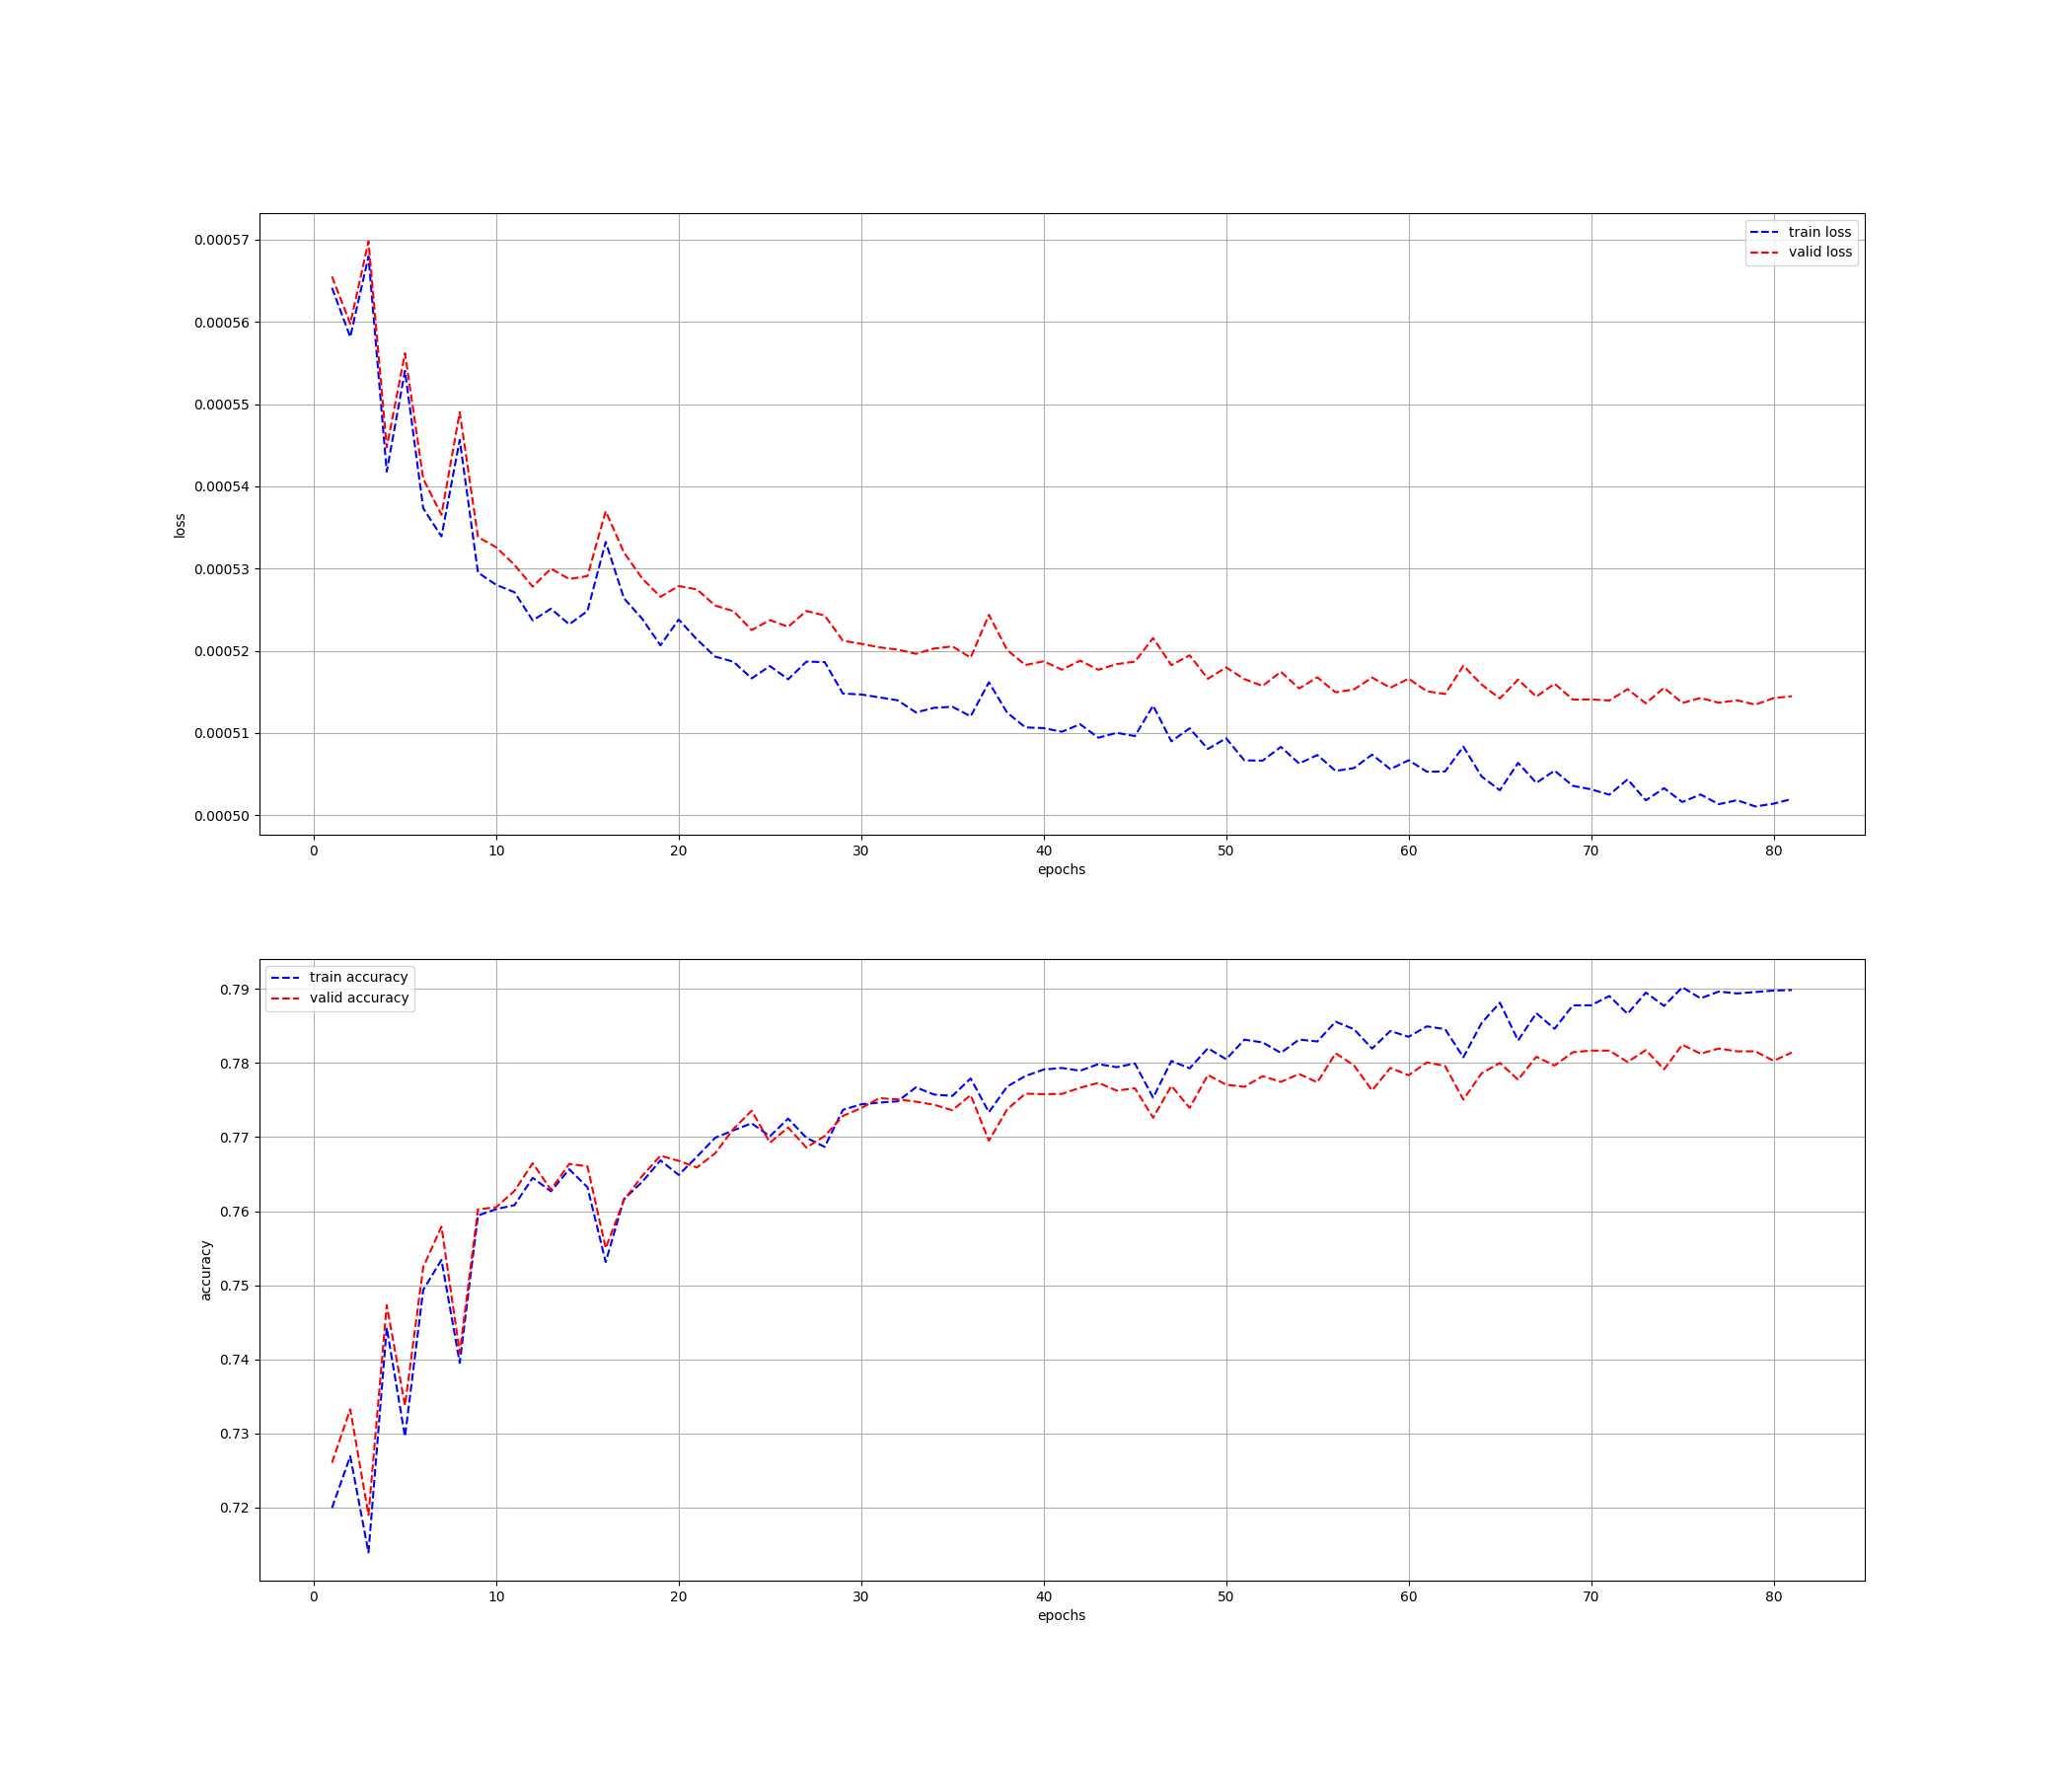 train loss
valid loss
0.00057
0.00056
0.00055
0.00054
0.00053
0.00052
0.00051
0.00050
loss
0 10 20 30 40 50 60 70 80
epochs
train accuracy
valid accuracy
0.79
0.78
0.77
0.76
0.75
0.74
0.73
0.72
accuracy
0 10 20 30 40 50 60 70 80
epochs